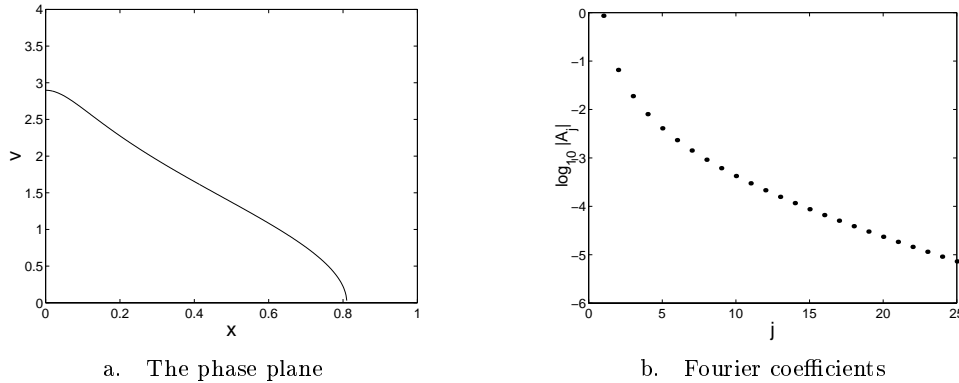 4
3.5
3
2.5
2
1.5
1
0.5
0
v
0 0.2 0.4 0.6 0.8 1
x
a. The phase plane
0
−1
−2
−3
−4
−5
−6
log10 |Aj|
0 5 10 15 20 25
j
b. Fourier coefficients